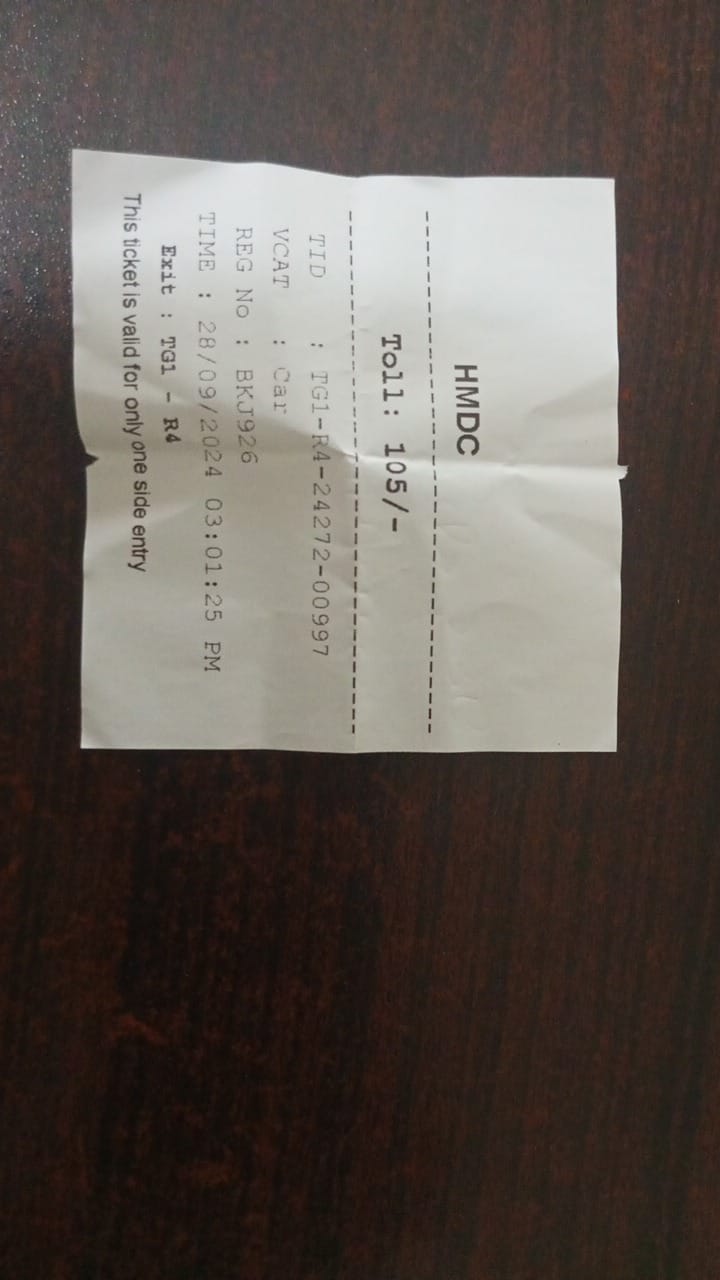 HMDC
--------------------------------
Toll: 105/-
--------------------------------
TID : TG1-R4-24272-00997
VCAT : Car
REG No : BKJ926
TIME : 28/09/2024 03:01:25 PM
Exit : TG1 - R4
This ticket is valid for only one side entry